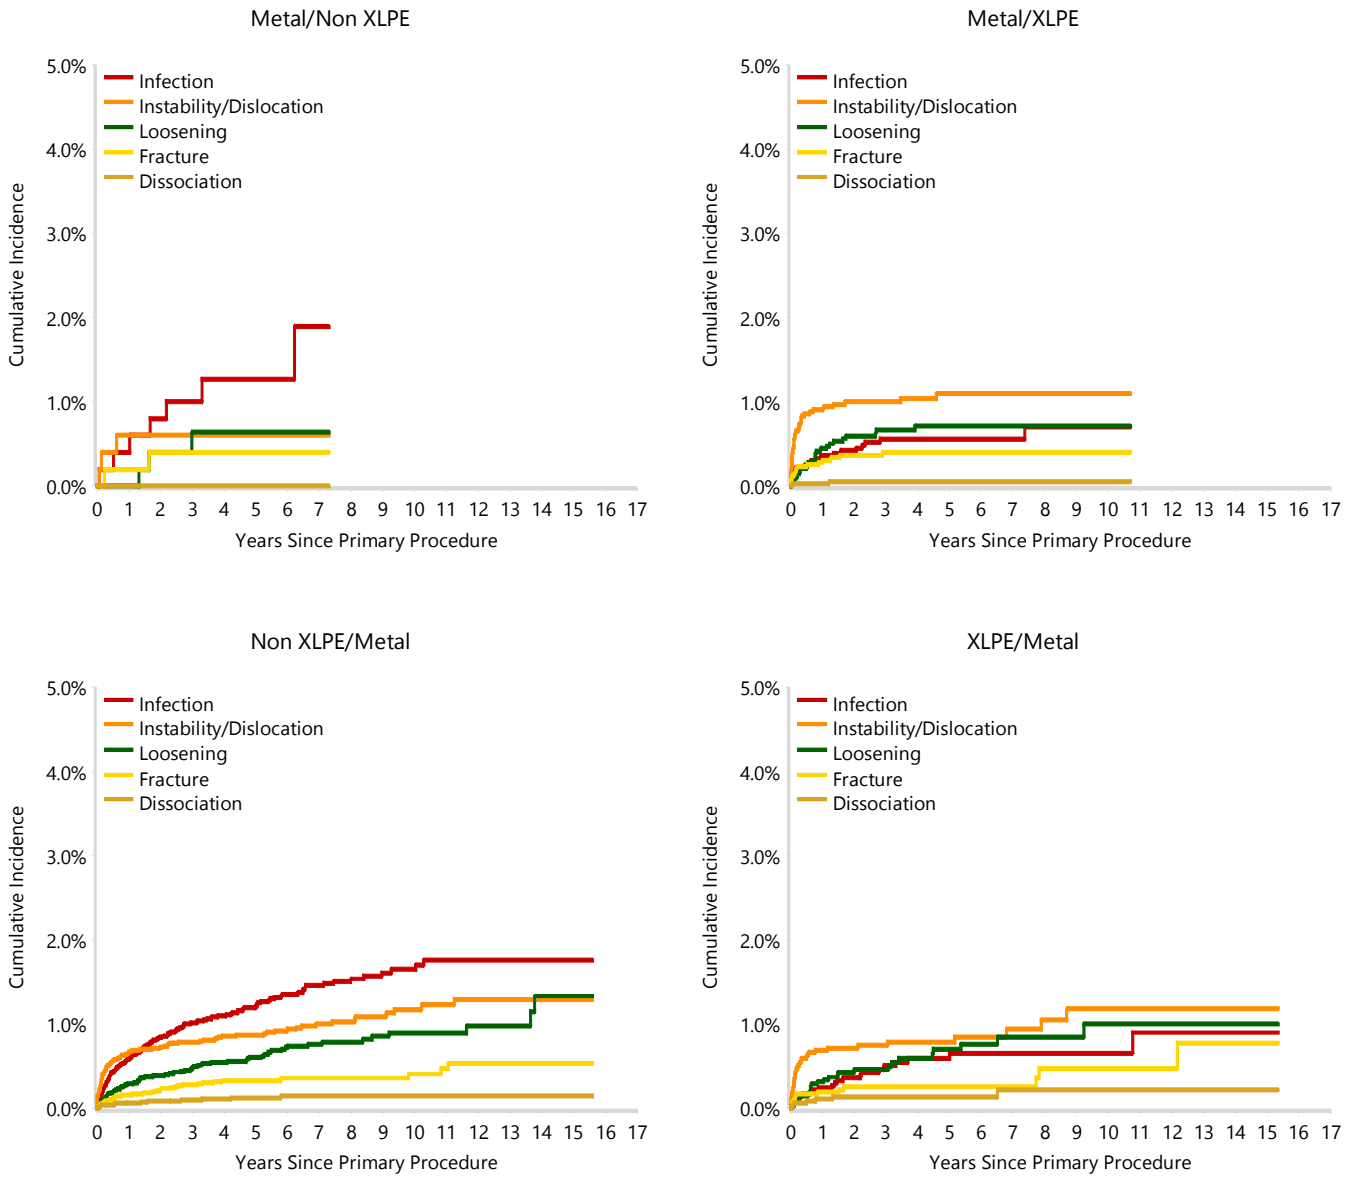 Metal/Non XLPE
5.0%
4.0%
3.0%
2.0%
1.0%
0.0%
Cumulative Incidence
Infection
Instability/Dislocation
Loosening
Fracture
Dissociation
0 1 2 3 4 5 6 7 8 9 10 11 12 13 14 15 16 17
Years Since Primary Procedure
Metal/XLPE
5.0%
4.0%
3.0%
2.0%
1.0%
0.0%
Cumulative Incidence
Infection
Instability/Dislocation
Loosening
Fracture
Dissociation
0 1 2 3 4 5 6 7 8 9 10 11 12 13 14 15 16 17
Years Since Primary Procedure
Non XLPE/Metal
5.0%
4.0%
3.0%
2.0%
1.0%
0.0%
Cumulative Incidence
Infection
Instability/Dislocation
Loosening
Fracture
Dissociation
0 1 2 3 4 5 6 7 8 9 10 11 12 13 14 15 16 17
Years Since Primary Procedure
XLPE/Metal
5.0%
4.0%
3.0%
2.0%
1.0%
0.0%
Cumulative Incidence
Infection
Instability/Dislocation
Loosening
Fracture
Dissociation
0 1 2 3 4 5 6 7 8 9 10 11 12 13 14 15 16 17
Years Since Primary Procedure